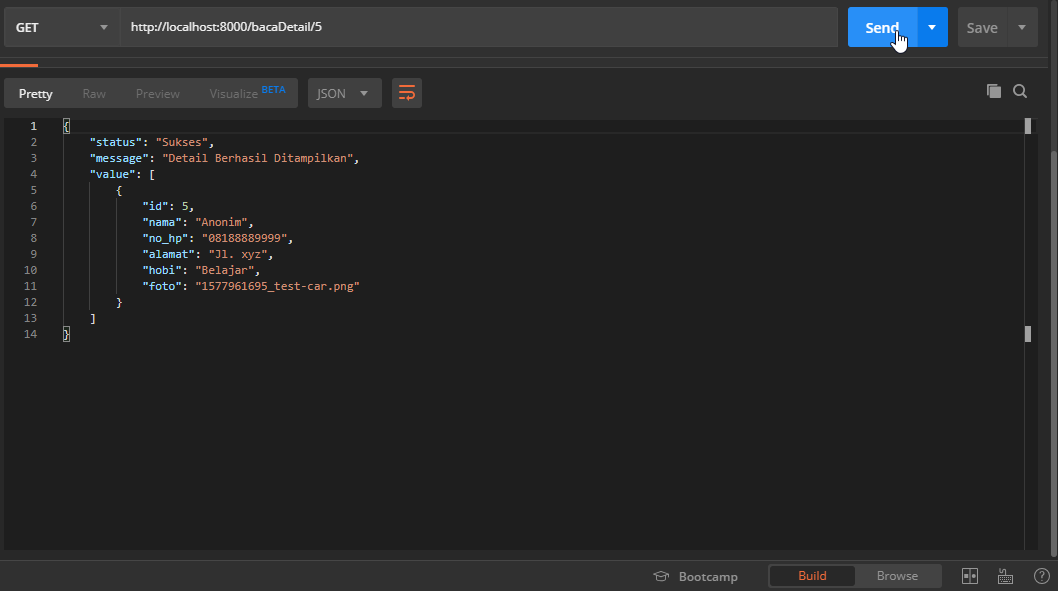 GET http://localhost:8000/bacaDetail/5 Send Save
Pretty Raw Preview Visualize BETA JSON
1 {
2 "status": "Sukses",
3 "message": "Detail Berhasil Ditampilkan",
4 "value": [
5 {
6 "id": 5,
7 "nama": "Anonim",
8 "no_hp": "08188889999",
9 "alamat": "Jl. xyz",
10 "hobi": "Belajar",
11 "foto": "1577961695_test-car.png"
12 }
13 ]
14 }
Bootcamp Build Browse ?